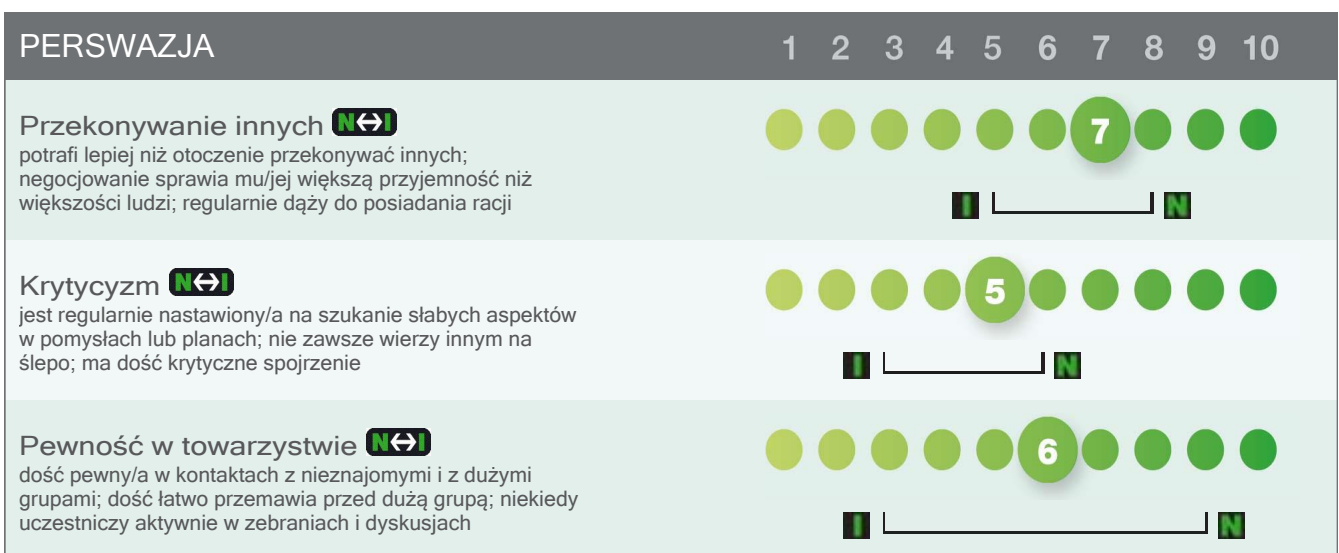 PERSWAZJA 1 2 3 4 5 6 7 8 9 10
Przekonywanie innych N↔I
potrafi lepiej niż otoczenie przekonywać innych;
negocjowanie sprawia mu/jej większą przyjemność niż
większości ludzi; regularnie dąży do posiadania racji
7
I N
Krytycyzm N↔I
jest regularnie nastawiony/a na szukanie słabych aspektów
w pomysłach lub planach; nie zawsze wierzy innym na
ślepo; ma dość krytyczne spojrzenie
5
I N
Pewność w towarzystwie N↔I
dość pewny/a w kontaktach z nieznajomymi i z dużymi
grupami; dość łatwo przemawia przed dużą grupą; niekiedy
uczestniczy aktywnie w zebraniach i dyskusjach
6
I N